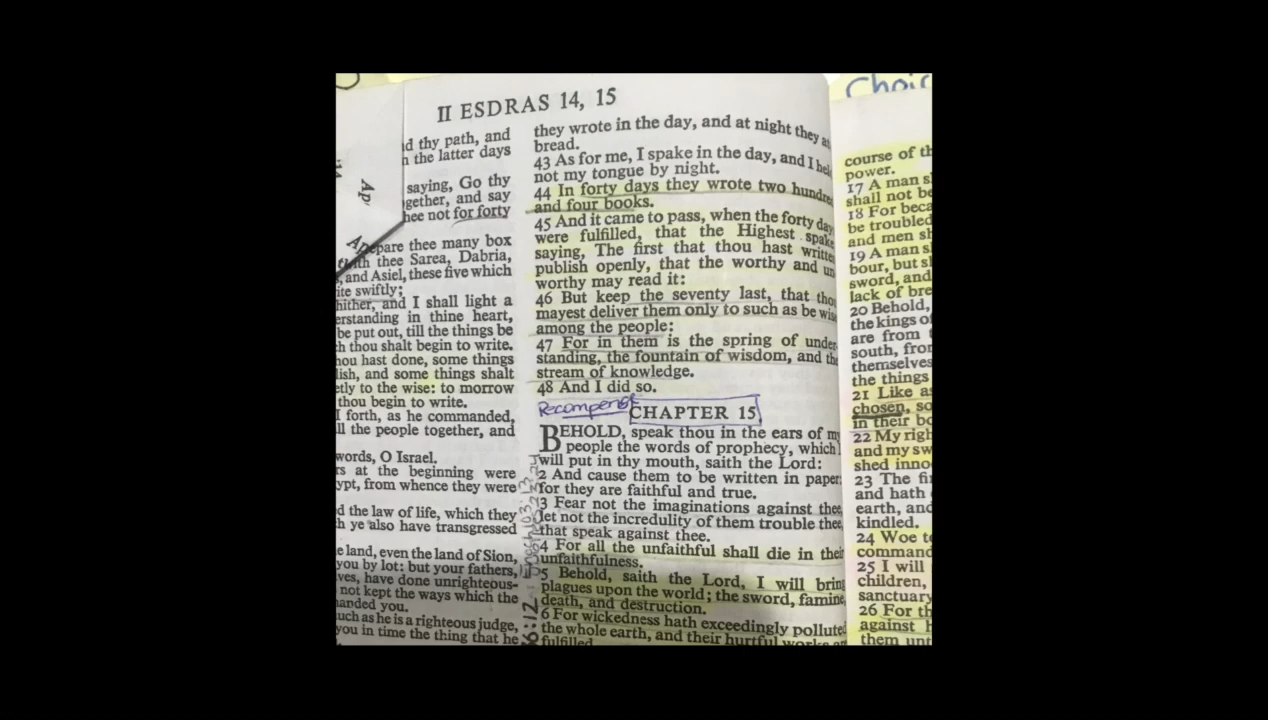 II ESDRAS 14, 15
d thy path, and
the latter days
saying, Go thy
gether, and say
hee not for forty
pare thee many box
thee Sarea, Dabria,
and Asiel, these five which
ite swiftly;
hither, and I shall light a
erstanding in thine heart,
be put out, till the things be
h thou shalt begin to write.
hou hast done, some things
lish, and some things shalt
etly to the wise: to morrow
thou begin to write.
I forth, as he commanded,
ll the people together, and
words, O Israel.
rs at the beginning were
ypt, from whence they were
d the law of life, which they
h ye also have transgressed
e land, even the land of Sion,
you by lot: but your fathers,
ves, have done unrighteous-
not kept the ways which the
anded you.
uch as he is a righteous judge,
you in time the thing that he
they wrote in the day, and at night they
bread.
43 As for me, I spake in the day, and I
not my tongue by night.
44 In forty days they wrote two hundre
and four books.
45 And it came to pass, when the forty day
were fulfilled, that the Highest spake
saying, The first that thou hast writte
publish openly, that the worthy and un
worthy may read it:
46 But keep the seventy last, that tho
mayest deliver them only to such as be wis
among the people:
47 For in them is the spring of under
standing, the fountain of wisdom, and the
stream of knowledge.
48 And I did so.
Recompense
CHAPTER 15
BEHOLD, speak thou in the ears of my
people the words of prophecy, which
will put in thy mouth, saith the Lord:
2 And cause them to be written in paper
for they are faithful and true.
3 Fear not the imaginations against thee
let not the incredulity of them trouble thee
that speak against thee.
4 For all the unfaithful shall die in thei
unfaithfulness.
5 Behold, saith the Lord, I will bring
plagues upon the world; the sword, famine
death, and destruction.
6 For wickedness hath exceedingly pollute
the whole earth, and their hurtful works
fulfilled
Choic
course of th
power.
17 A man s
shall not be
18 For beca
be troubled
and men sh
19 A man s
bour, but s
sword, and
lack of bre
20 Behold,
the kings of
are from
south, fro
themselves
the things
21 Like as
chosen, so
in their bo
22 My righ
and my sw
shed inno
23 The fi
and hath
earth, and
kindled.
24 Woe t
command
25 I will
children,
sanctuary
26 For th
against
them unt